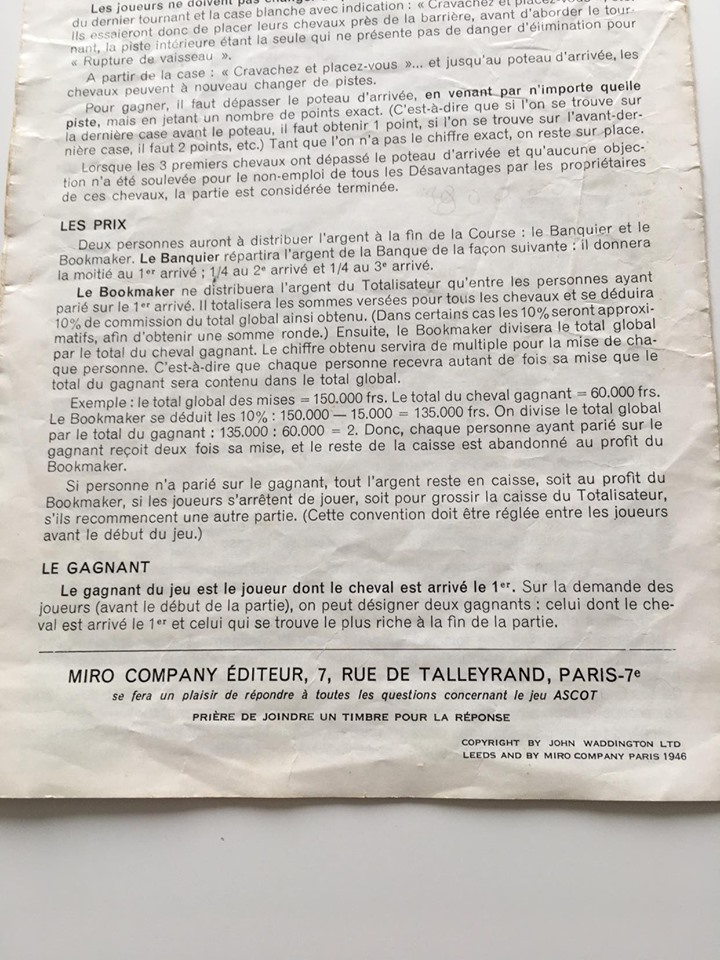 Les joueurs ne doivent pas
du dernier tournant et la case blanche avec indication : « Cravachez et placez-vous
Ils essaieront donc de placer leurs chevaux près de la barrière, avant d'aborder le tour-
nant, la piste intérieure étant la seule qui ne présente pas de danger d'élimination pour
« Rupture de vaisseau ».
A partir de la case : « Cravachez et placez-vous »... et jusqu'au poteau d'arrivée, les
chevaux peuvent à nouveau changer de pistes.
Pour gagner, il faut dépasser le poteau d'arrivée, en venant par n'importe quelle
piste, mais en jetant un nombre de points exact. (C'est-à-dire que si l'on se trouve sur
la dernière case avant le poteau, il faut obtenir 1 point, si l'on se trouve sur l'avant-der-
nière case, il faut 2 points, etc.) Tant que l'on n'a pas le chiffre exact, on reste sur place.
Lorsque les 3 premiers chevaux ont dépassé le poteau d'arrivée et qu'aucune objec-
tion n'a été soulevée pour le non-emploi de tous les Désavantages par les propriétaires
de ces chevaux, la partie est considérée terminée.
LES PRIX
Deux personnes auront à distribuer l'argent à la fin de la Course : le Banquier et le
Bookmaker. Le Banquier répartira l'argent de la Banque de la façon suivante : il donnera
la moitié au 1er arrivé ; 1/4 au 2e arrivé et 1/4 au 3e arrivé.
Le Bookmaker ne distribuera l'argent du Totalisateur qu'entre les personnes ayant
parié sur le 1er arrivé. Il totalisera les sommes versées pour tous les chevaux et se déduira
10% de commission du total global ainsi obtenu. (Dans certains cas les 10% seront approxi-
matifs, afin d'obtenir une somme ronde.) Ensuite, le Bookmaker divisera le total global
par le total du cheval gagnant. Le chiffre obtenu servira de multiple pour la mise de cha-
que personne. C'est-à-dire que chaque personne recevra autant de fois sa mise que le
total du gagnant sera contenu dans le total global.
Exemple : le total global des mises = 150.000 frs. Le total du cheval gagnant = 60.000 frs.
Le Bookmaker se déduit les 10% : 150.000 — 15.000 = 135.000 frs. On divise le total global
par le total du gagnant : 135.000 : 60.000 = 2. Donc, chaque personne ayant parié sur le
gagnant reçoit deux fois sa mise, et le reste de la caisse est abandonné au profit du
Bookmaker.
Si personne n'a parié sur le gagnant, tout l'argent reste en caisse, soit au profit du
Bookmaker, si les joueurs s'arrêtent de jouer, soit pour grossir la caisse du Totalisateur,
s'ils recommencent une autre partie. (Cette convention doit être réglée entre les joueurs
avant le début du jeu.)
LE GAGNANT
Le gagnant du jeu est le joueur dont le cheval est arrivé le 1er. Sur la demande des
joueurs (avant le début de la partie), on peut désigner deux gagnants : celui dont le che-
val est arrivé le 1er et celui qui se trouve le plus riche à la fin de la partie.
MIRO COMPANY ÉDITEUR, 7, RUE DE TALLEYRAND, PARIS-7e
se fera un plaisir de répondre à toutes les questions concernant le jeu ASCOT
PRIÈRE DE JOINDRE UN TIMBRE POUR LA RÉPONSE
COPYRIGHT BY JOHN WADDINGTON LTD
LEEDS AND BY MIRO COMPANY PARIS 1946